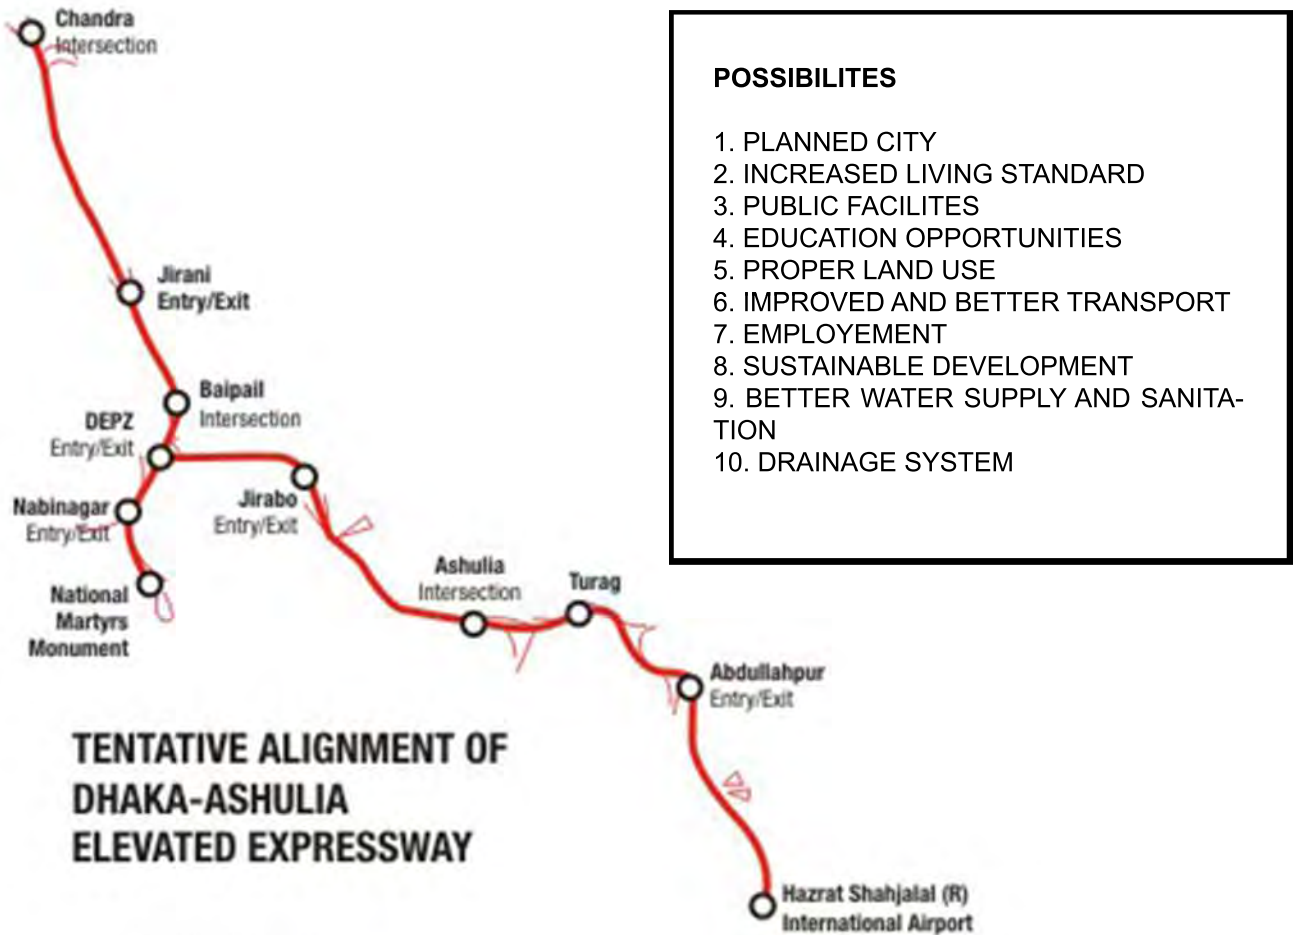 Chandra
Intersection
Jirani
Entry/Exit
Baipail
Intersection
DEPZ
Entry/Exit
Nabinagar
Entry/Exit
National
Martyrs
Monument
Jirabo
Entry/Exit
Ashulia
Intersection
Turag
Abdullahpur
Entry/Exit
Hazrat Shahjalal (R)
International Airport
TENTATIVE ALIGNMENT OF
DHAKA-ASHULIA
ELEVATED EXPRESSWAY
POSSIBILITES
1. PLANNED CITY
2. INCREASED LIVING STANDARD
3. PUBLIC FACILITES
4. EDUCATION OPPORTUNITIES
5. PROPER LAND USE
6. IMPROVED AND BETTER TRANSPORT
7. EMPLOYEMENT
8. SUSTAINABLE DEVELOPMENT
9. BETTER WATER SUPPLY AND SANITA-
TION
10. DRAINAGE SYSTEM